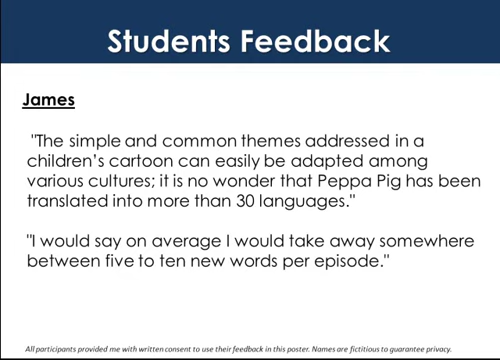 Students Feedback
James
"The simple and common themes addressed in a
children's cartoon can easily be adapted among
various cultures; it is no wonder that Peppa Pig has been
translated into more than 30 languages."
"I would say on average I would take away somewhere
between five to ten new words per episode."
All participants provided me with written consent to use their feedback in this poster. Names are fictitious to guarantee privacy.